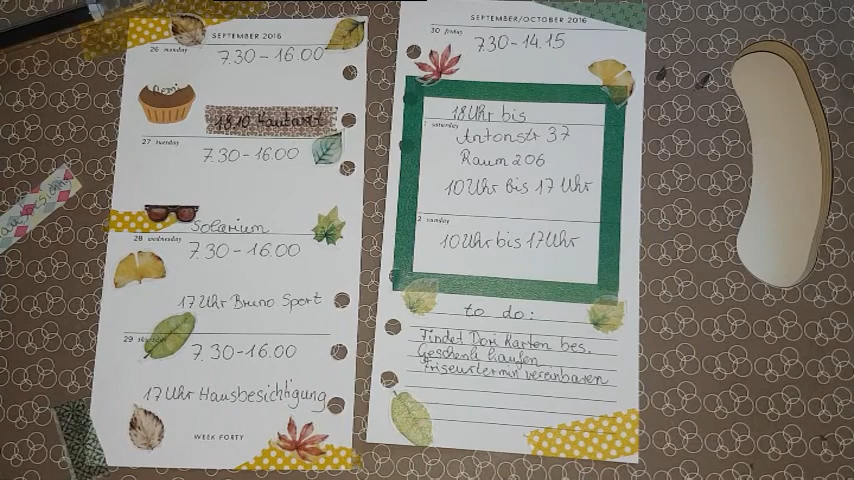 SEPTEMBER 2016
26 monday
7.30-16.00
nomi
18.10 Hautarzt
27 tuesday
7.30-16.00
Solarium
28 wednesday
7.30-16.00
17 Uhr Bruno Sport
29
7.30-16.00
17 Uhr Hausbesichtigung
WEEK FORTY
SEPTEMBER/OCTOBER 2016
30 friday
7.30-14.15
18 Uhr bis
1 saturday
Antonstr 37
Raum 206
10 Uhr bis 17 Uhr
2 sunday
10 Uhr bis 17 Uhr
to do:
Findet Dori Karten bes.
Geschenk kaufen
Friseurtermin vereinbaren